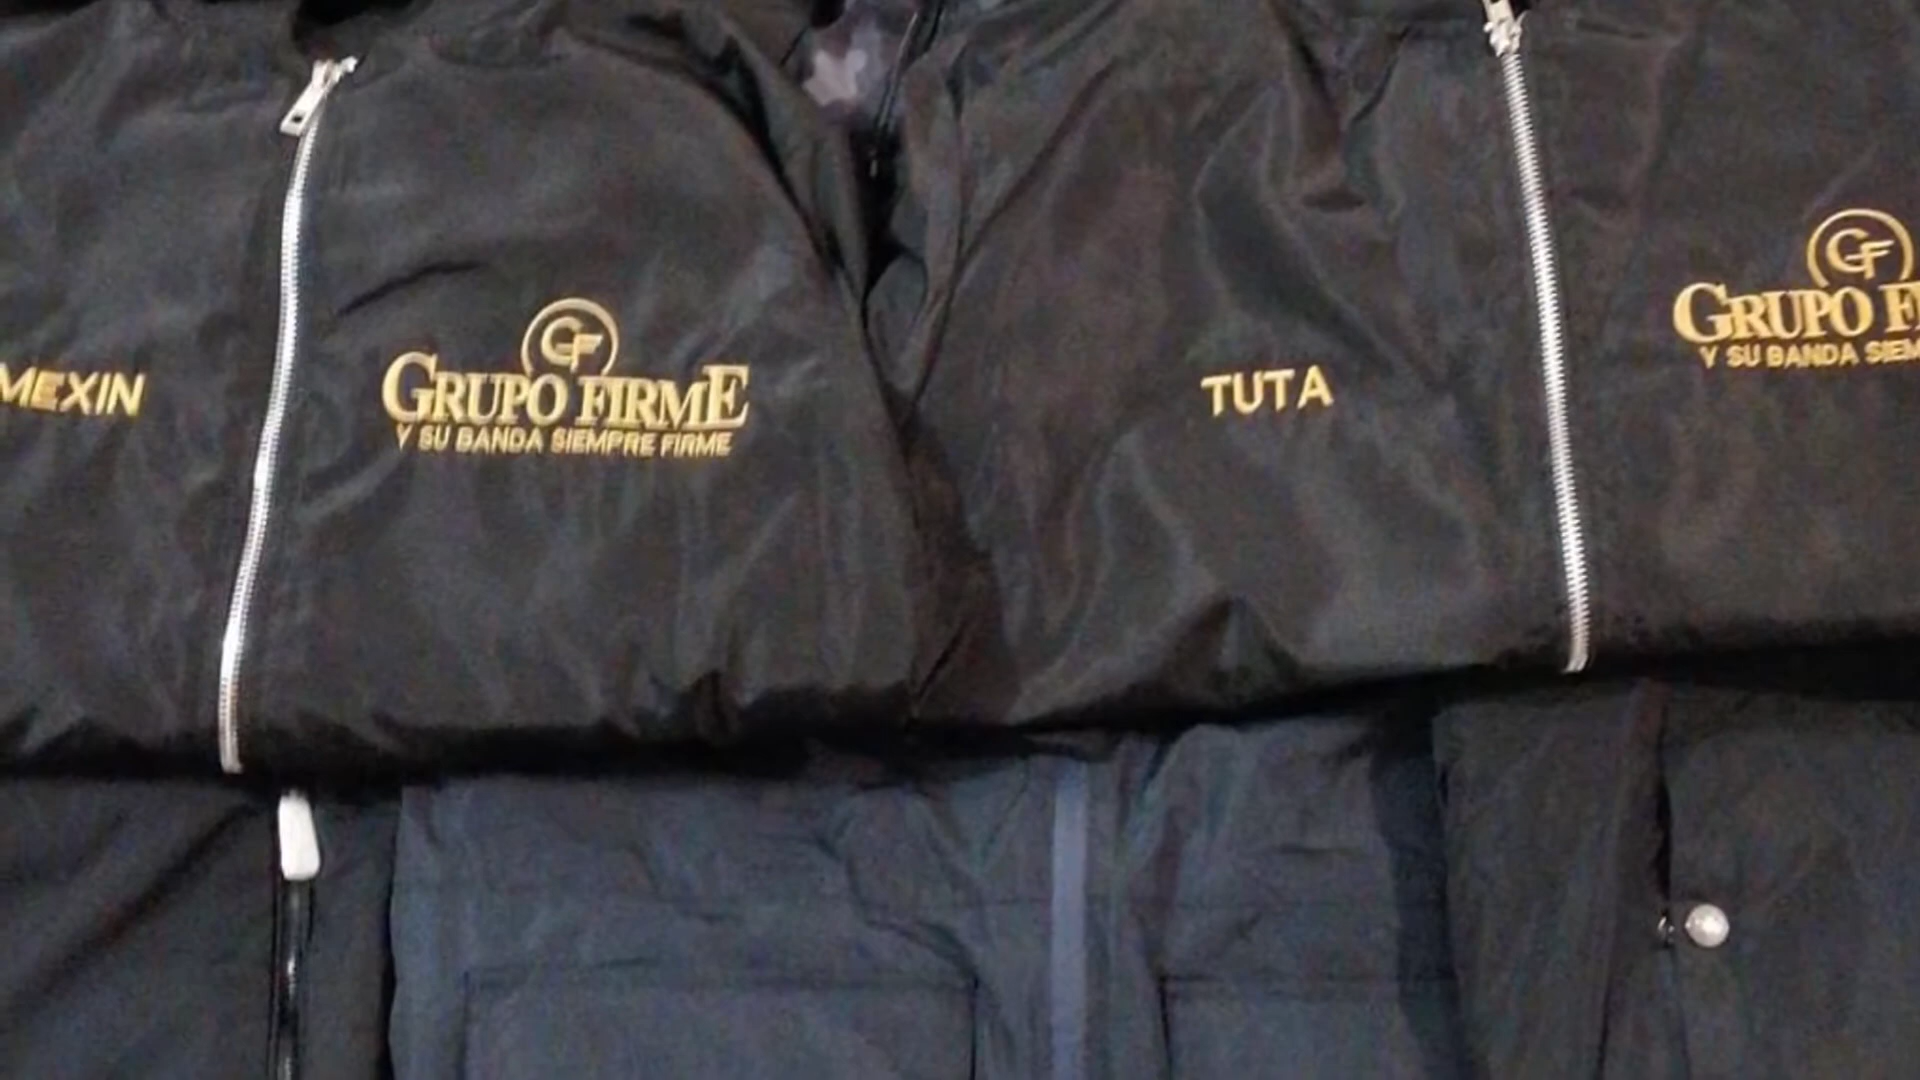 MEXIN
GF
GRUPO FIRME
Y SU BANDA SIEMPRE FIRME
TUTA
GF
GRUPO FI
Y SU BANDA SIEM